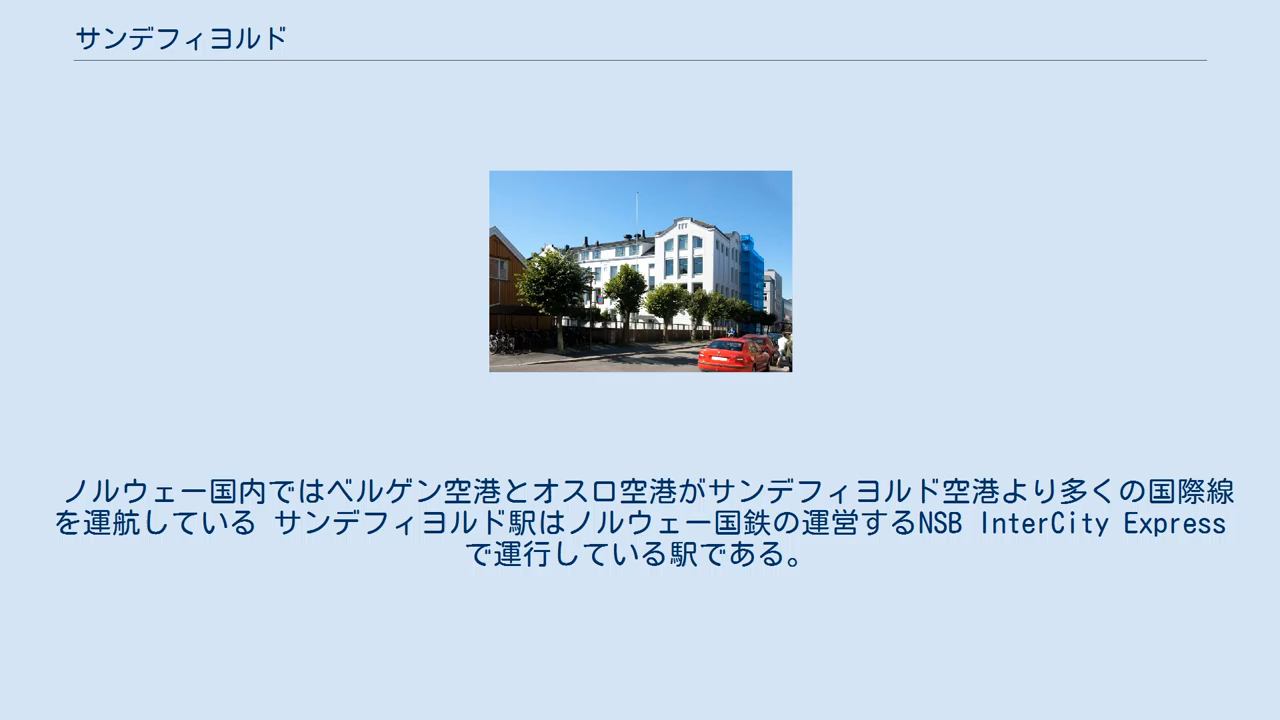 サンデフィヨルド
ノルウェー国内ではベルゲン空港とオスロ空港がサンデフィヨルド空港より多くの国際線
を運航している サンデフィヨルド駅はノルウェー国鉄の運営するNSB InterCity Express
で運行している駅である。